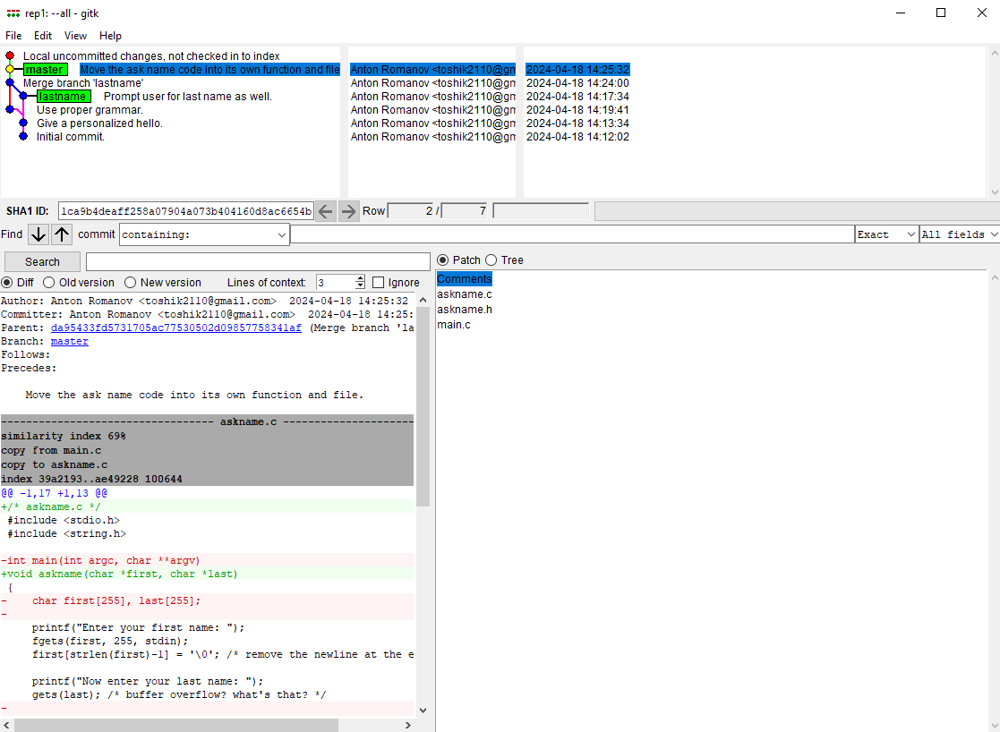 rep1: --all - gitk
File Edit View Help
Local uncommitted changes, not checked in to index
master Move the ask name code into its own function and file Anton Romanov <toshik2110@gm 2024-04-18 14:25:32
Merge branch 'lastname' Anton Romanov <toshik2110@gm 2024-04-18 14:24:00
lastname Prompt user for last name as well. Anton Romanov <toshik2110@gm 2024-04-18 14:17:34
Use proper grammar. Anton Romanov <toshik2110@gm 2024-04-18 14:19:41
Give a personalized hello. Anton Romanov <toshik2110@gm 2024-04-18 14:13:34
Initial commit. Anton Romanov <toshik2110@gm 2024-04-18 14:12:02
SHA1 ID: 1ca9b4deaff258a07904a073b404160d8ac6654b Row 2 / 7
Find commit containing: Exact All fields
Search
Patch Tree
Diff Old version New version Lines of context: 3 Ignore
Comments
askname.c
askname.h
main.c
Author: Anton Romanov <toshik2110@gmail.com> 2024-04-18 14:25:32
Committer: Anton Romanov <toshik2110@gmail.com> 2024-04-18 14:25:
Parent: da95433fd5731705ac77530502d09857758341af (Merge branch 'la
Branch: master
Follows:
Precedes:
Move the ask name code into its own function and file.
---------------------------------- askname.c ---------------------
similarity index 69%
copy from main.c
copy to askname.c
index 39a2193..ae49228 100644
@@ -1,17 +1,13 @@
+/* askname.c */
#include <stdio.h>
#include <string.h>
-int main(int argc, char **argv)
+void askname(char *first, char *last)
{
-    char first[255], last[255];
-
printf("Enter your first name: ");
fgets(first, 255, stdin);
first[strlen(first)-1] = '\0'; /* remove the newline at the e
printf("Now enter your last name: ");
gets(last); /* buffer overflow? what's that? */
-